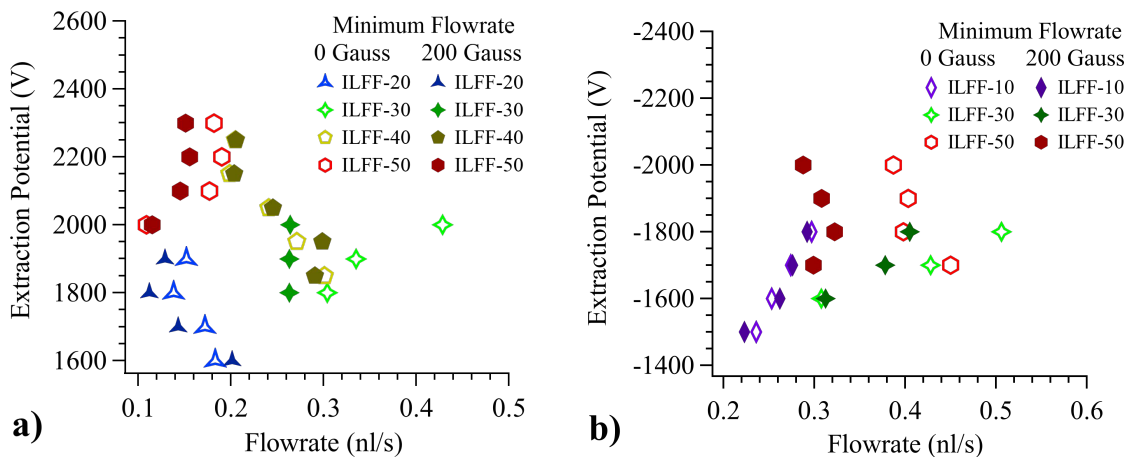 Minimum Flowrate
0 Gauss 200 Gauss
ILFF-20 ILFF-20
ILFF-30 ILFF-30
ILFF-40 ILFF-40
ILFF-50 ILFF-50
Extraction Potential (V)
2600
2400
2200
2000
1800
1600
0.1 0.2 0.3 0.4 0.5
Flowrate (nl/s)
a)
Minimum Flowrate
0 Gauss 200 Gauss
ILFF-10 ILFF-10
ILFF-30 ILFF-30
ILFF-50 ILFF-50
Extraction Potential (V)
-2400
-2200
-2000
-1800
-1600
-1400
0.2 0.3 0.4 0.5 0.6
Flowrate (nl/s)
b)